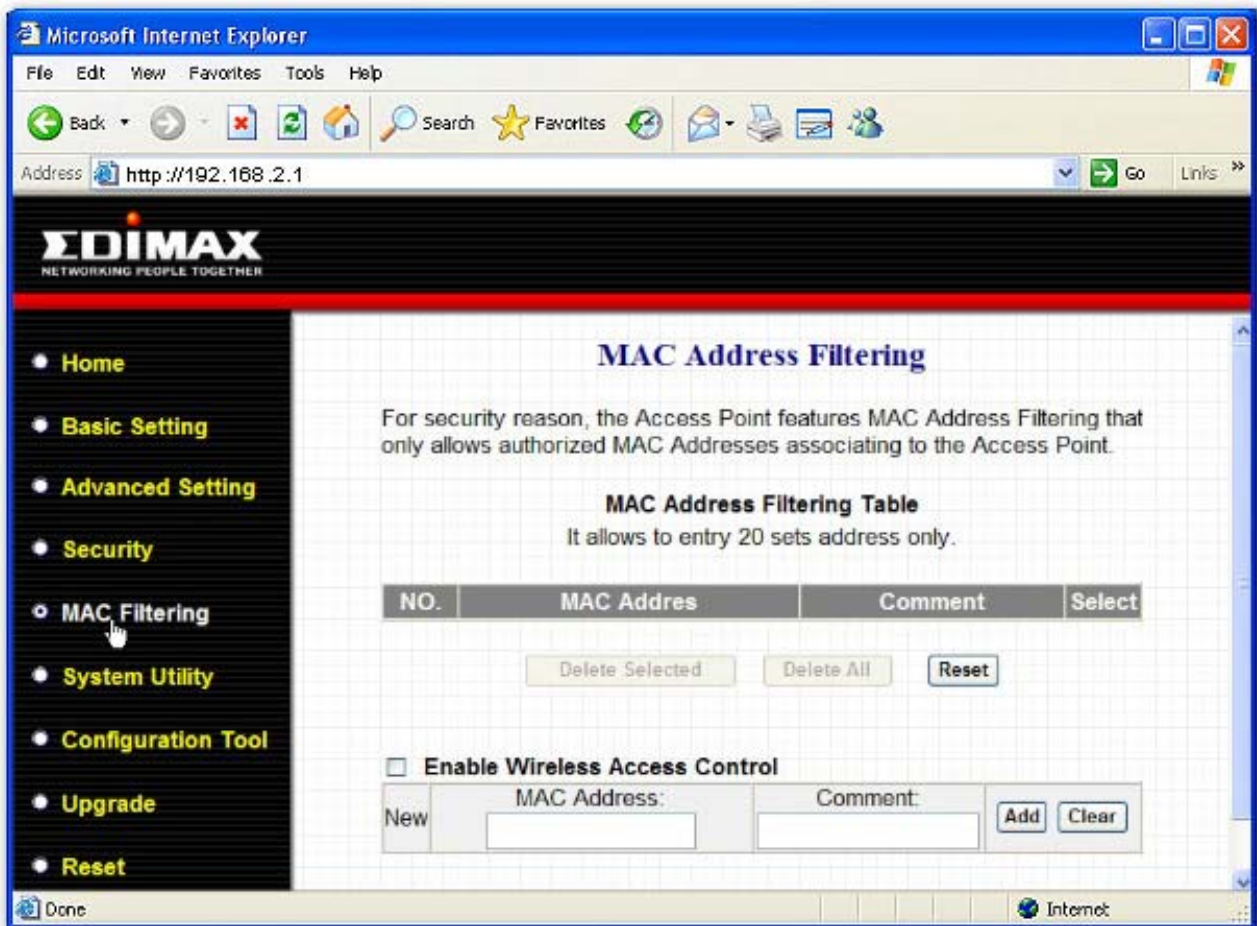 Microsoft Internet Explorer
File Edit View Favorites Tools Help
Back Search Favorites
Address http://192.168.2.1 Go Links »
EDIMAX
NETWORKING PEOPLE TOGETHER
Home
Basic Setting
Advanced Setting
Security
MAC Filtering
System Utility
Configuration Tool
Upgrade
Reset
MAC Address Filtering
For security reason, the Access Point features MAC Address Filtering that
only allows authorized MAC Addresses associating to the Access Point.
MAC Address Filtering Table
It allows to entry 20 sets address only.
NO. MAC Addres Comment Select
Delete Selected Delete All Reset
Enable Wireless Access Control
New MAC Address: Comment: Add Clear
Done Internet